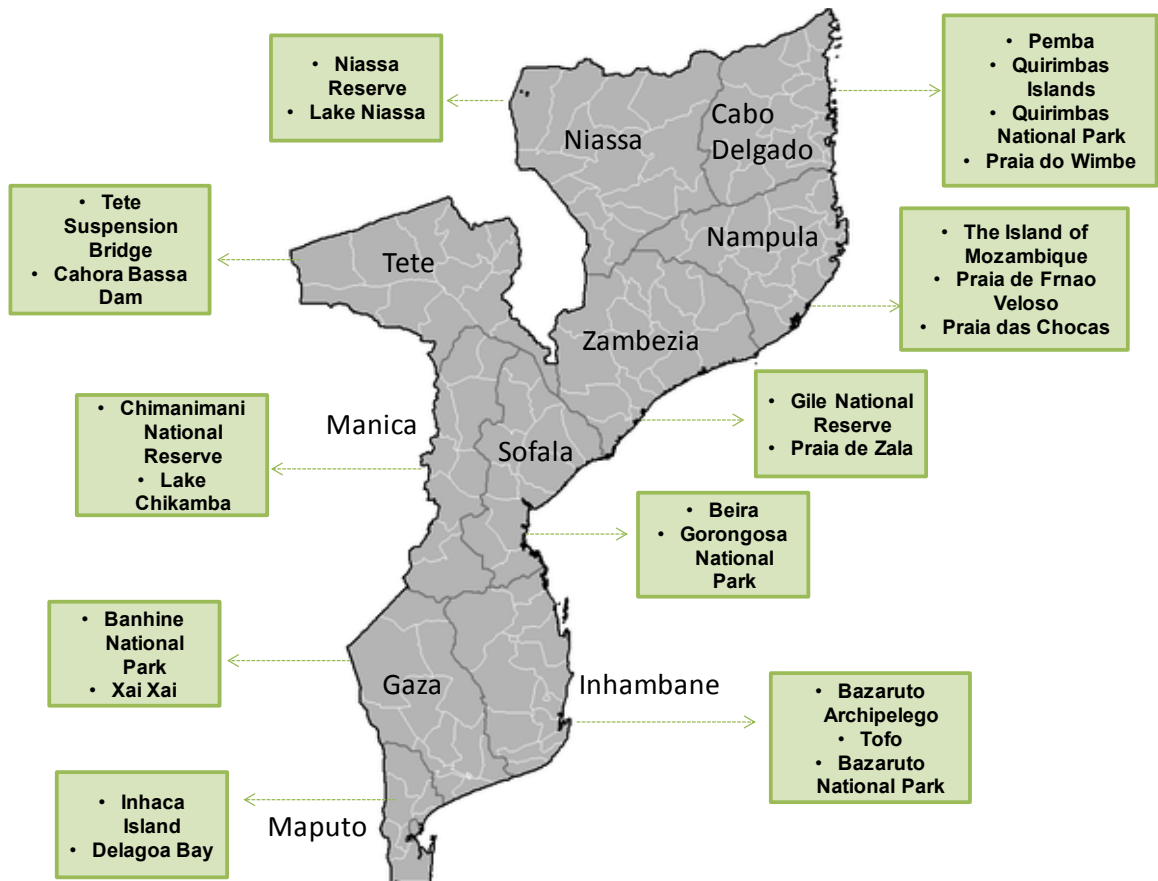 • Niassa
Reserve
• Lake Niassa
• Pemba
• Quirimbas
Islands
• Quirimbas
National Park
• Praia do Wimbe
Niassa
Cabo
Delgado
• Tete
Suspension
Bridge
• Cahora Bassa
Dam
Tete
Nampula
• The Island of
Mozambique
• Praia de Frnao
Veloso
• Praia das Chocas
Zambezia
• Chimanimani
National
Reserve
• Lake
Chikamba
Manica
Sofala
• Gile National
Reserve
• Praia de Zala
• Beira
• Gorongosa
National
Park
• Banhine
National
Park
• Xai Xai
Gaza
Inhambane
• Bazaruto
Archipelego
• Tofo
• Bazaruto
National Park
• Inhaca
Island
• Delagoa Bay
Maputo